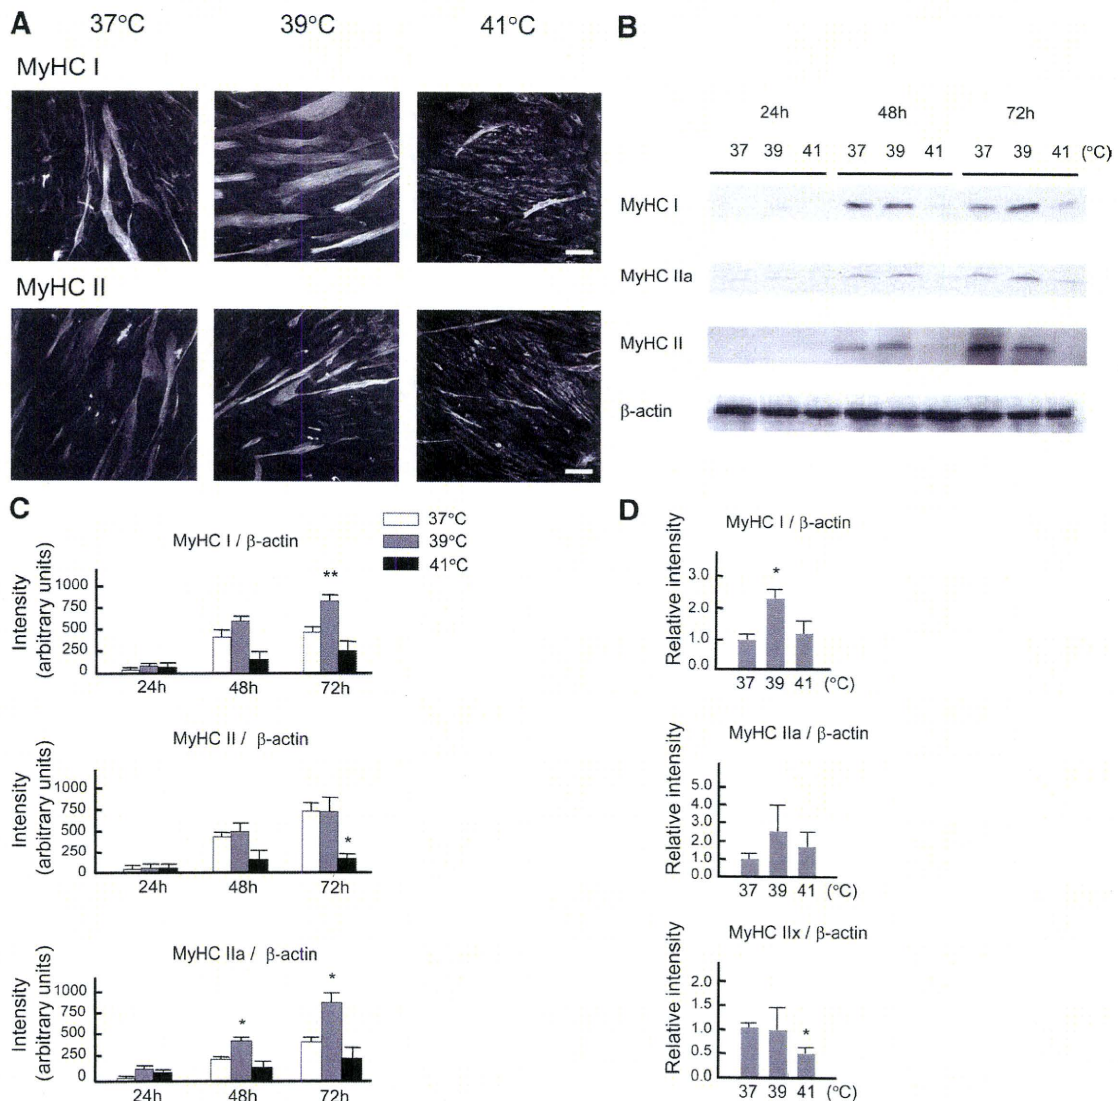 A 37°C 39°C 41°C
MyHC I
MyHC II
B
24h 48h 72h
37 39 41 37 39 41 37 39 41 (°C)
MyHC I
MyHC IIa
MyHC II
β-actin
C
37°C
39°C
41°C
MyHC I / β-actin
Intensity
(arbitrary units)
1000
750
500
250
0
**
24h 48h 72h
MyHC II / β-actin
Intensity
(arbitrary units)
1000
750
500
250
0
*
24h 48h 72h
MyHC IIa / β-actin
Intensity
(arbitrary units)
1000
750
500
250
0
* *
24h 48h 72h
D
MyHC I / β-actin
Relative intensity
3.0
2.0
1.0
0.0
*
37 39 41 (°C)
MyHC IIa / β-actin
Relative intensity
5.0
4.0
3.0
2.0
1.0
0.0
37 39 41 (°C)
MyHC IIx / β-actin
Relative intensity
2.0
1.5
1.0
0.5
0.0
*
37 39 41 (°C)